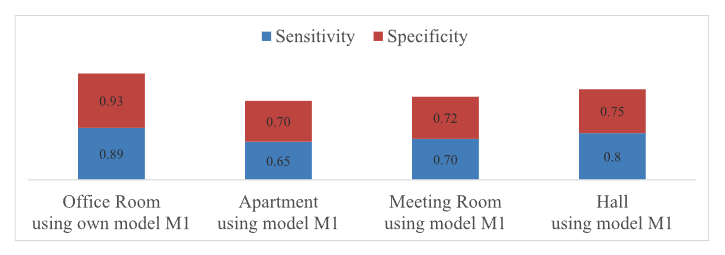 Sensitivity Specificity
0.93 0.70 0.72 0.75
0.89 0.65 0.70 0.8
Office Room Apartment Meeting Room Hall
using own model M1 using model M1 using model M1 using model M1